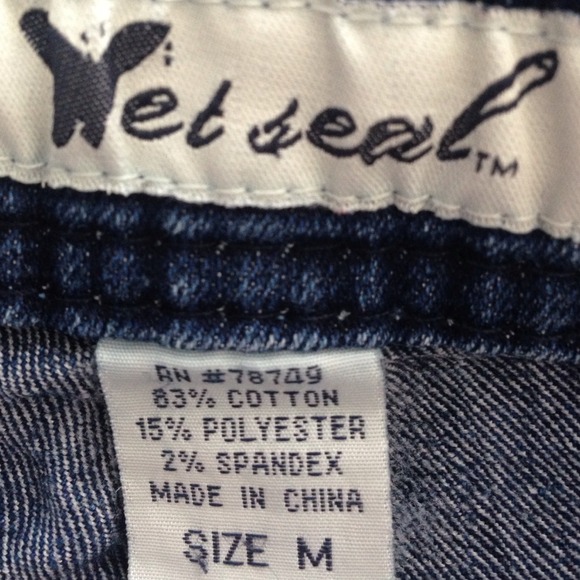 Wet seal™
RN #78749
83% COTTON
15% POLYESTER
2% SPANDEX
MADE IN CHINA
SIZE M